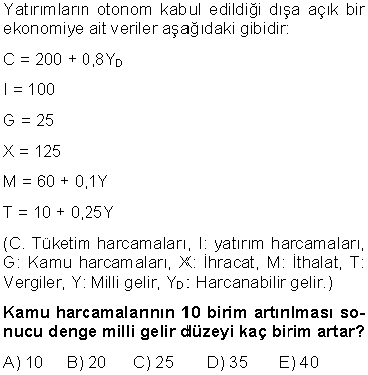 Yatırımların otonom kabul edildiği dışa açık bir
ekonomiye ait veriler aşağıdaki gibidir:
C = 200 + 0,8Y_D
I = 100
G = 25
X = 125
M = 60 + 0,1Y
T = 10 + 0,25Y
(C. Tüketim harcamaları, I: yatırım harcamaları,
G: Kamu harcamaları, X: İhracat, M: İthalat, T:
Vergiler, Y: Milli gelir, Y_D: Harcanabilir gelir.)
Kamu harcamalarının 10 birim artırılması so-
nucu denge milli gelir düzeyi kaç birim artar?
A) 10 B) 20 C) 25 D) 35 E) 40